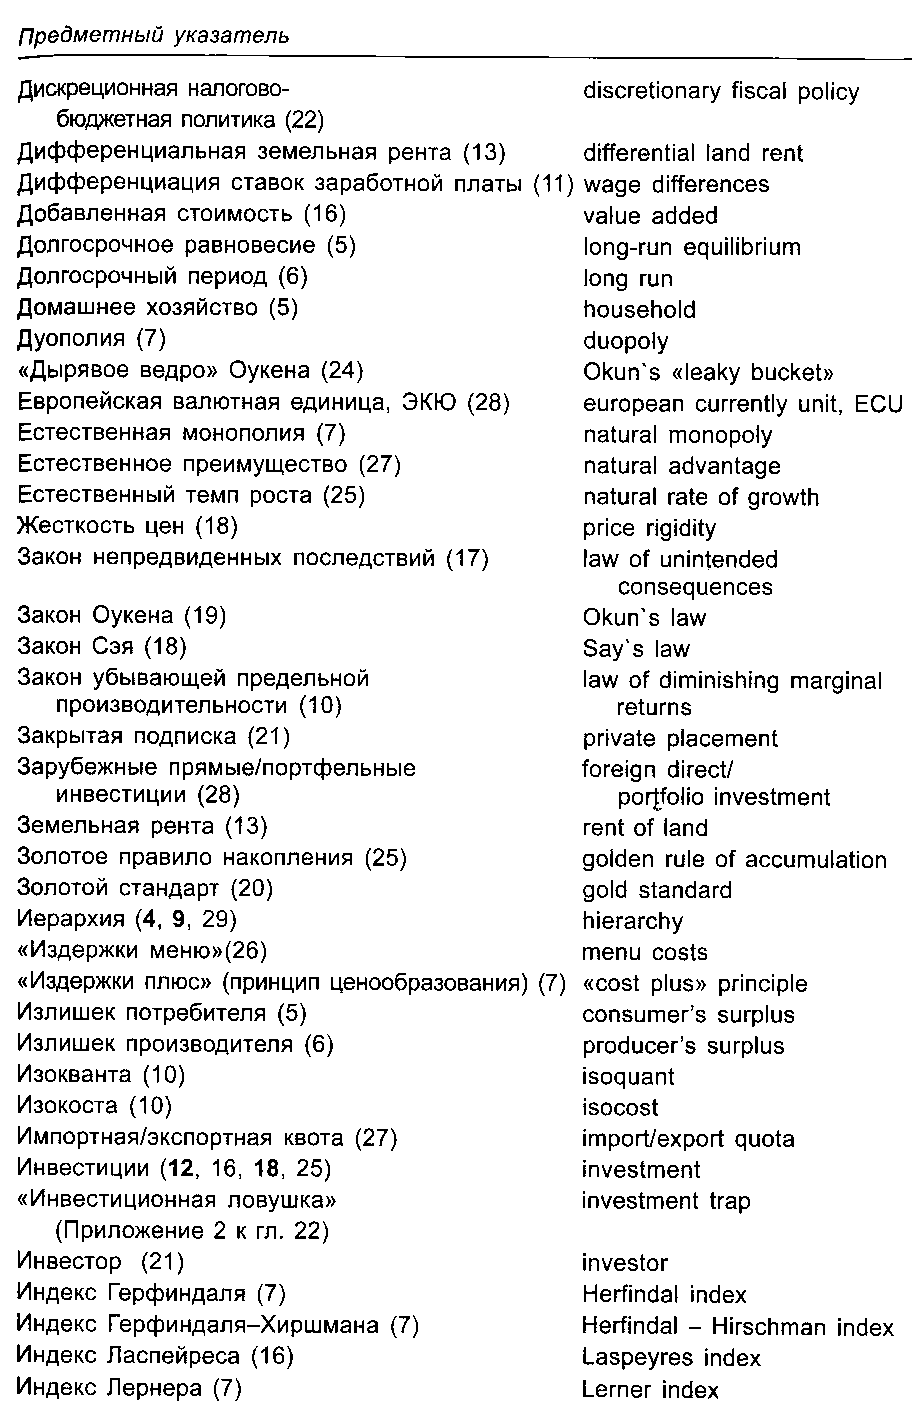 Предметный указатель
Дискреционная налогово- discretionary fiscal policy
бюджетная политика (22)
Дифференциальная земельная рента (13) differential land rent
Дифференциация ставок заработной платы (11) wage differences
Добавленная стоимость (16) value added
Долгосрочное равновесие (5) long-run equilibrium
Долгосрочный период (6) long run
Домашнее хозяйство (5) household
Дуополия (7) duopoly
«Дырявое ведро» Оукена (24) Okun`s «leaky bucket»
Европейская валютная единица, ЭКЮ (28) european currently unit, ECU
Естественная монополия (7) natural monopoly
Естественное преимущество (27) natural advantage
Естественный темп роста (25) natural rate of growth
Жесткость цен (18) price rigidity
Закон непредвиденных последствий (17) law of unintended
consequences
Закон Оукена (19) Okun`s law
Закон Сэя (18) Say`s law
Закон убывающей предельной law of diminishing marginal
производительности (10) returns
Закрытая подписка (21) private placement
Зарубежные прямые/портфельные foreign direct/
инвестиции (28) portfolio investment
Земельная рента (13) rent of land
Золотое правило накопления (25) golden rule of accumulation
Золотой стандарт (20) gold standard
Иерархия (4, 9, 29) hierarchy
«Издержки меню»(26) menu costs
«Издержки плюс» (принцип ценообразования) (7) «cost plus» principle
Излишек потребителя (5) consumer's surplus
Излишек производителя (6) producer's surplus
Изокванта (10) isoquant
Изокоста (10) isocost
Импортная/экспортная квота (27) import/export quota
Инвестиции (12, 16, 18, 25) investment
«Инвестиционная ловушка» investment trap
(Приложение 2 к гл. 22)
Инвестор (21) investor
Индекс Герфиндаля (7) Herfindal index
Индекс Герфиндаля–Хиршмана (7) Herfindal – Hirschman index
Индекс Ласпейреса (16) Laspeyres index
Индекс Лернера (7) Lerner index